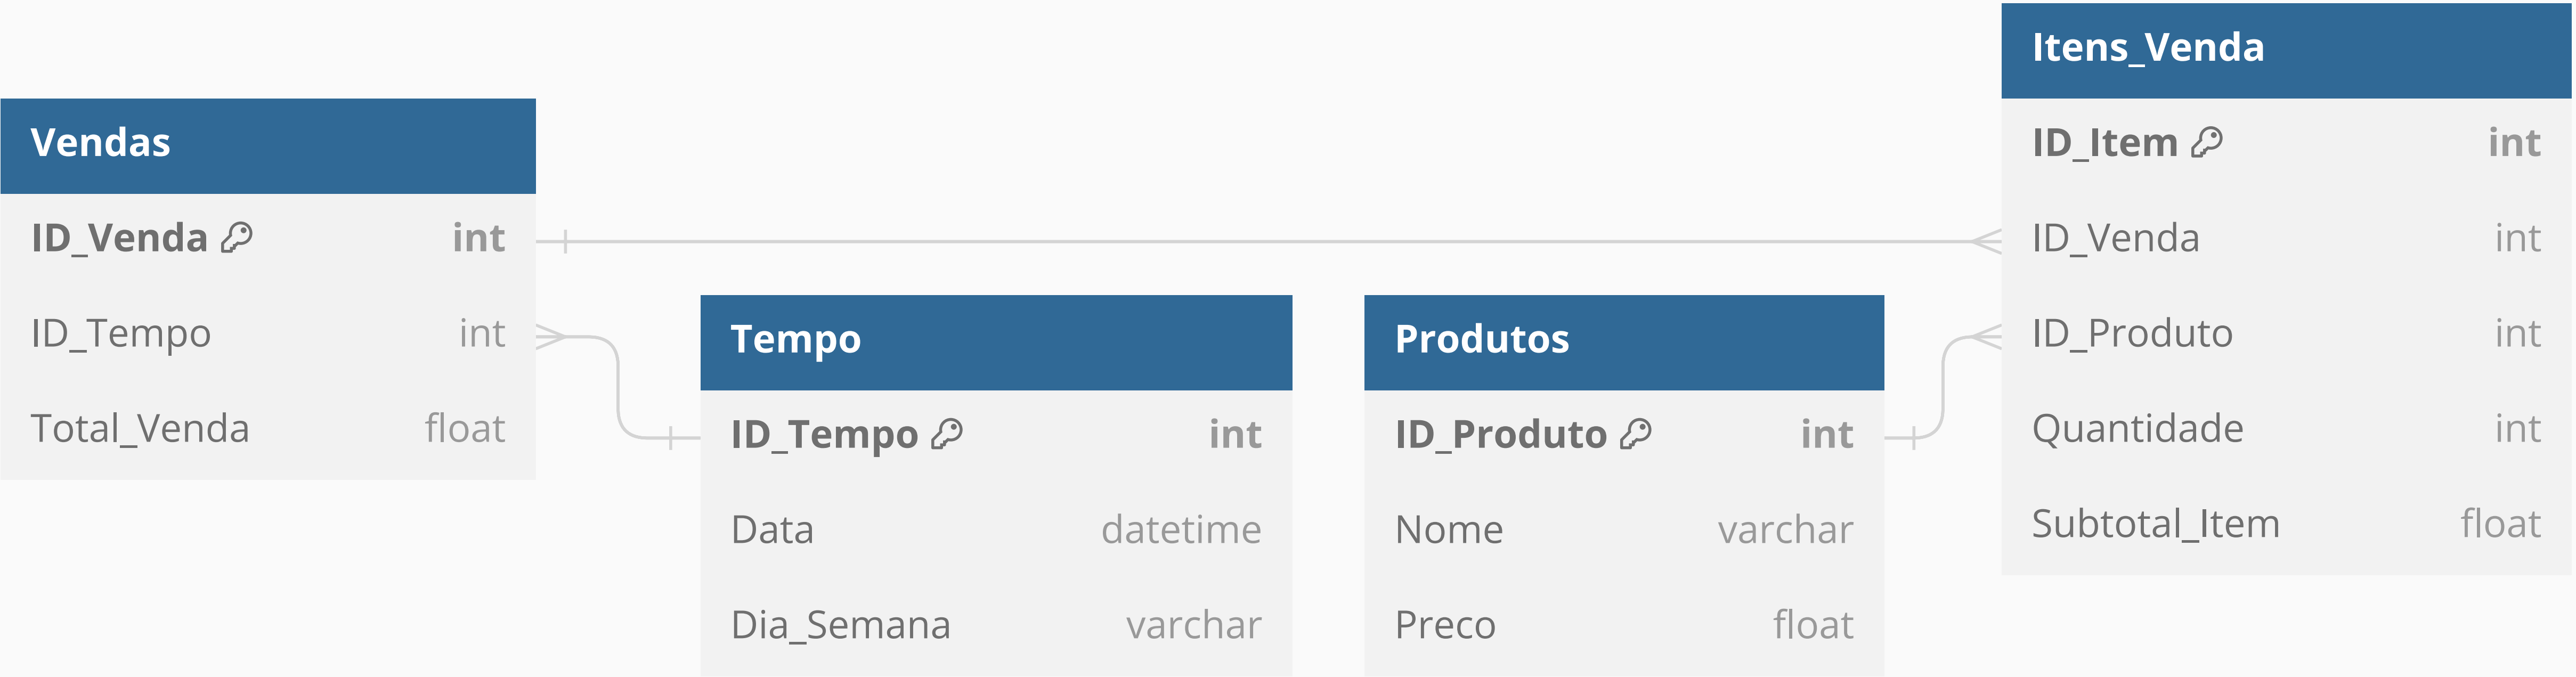 Vendas
ID_Venda int
ID_Tempo int
Total_Venda float
Tempo
ID_Tempo int
Data datetime
Dia_Semana varchar
Produtos
ID_Produto int
Nome varchar
Preco float
Itens_Venda
ID_Item int
ID_Venda int
ID_Produto int
Quantidade int
Subtotal_Item float